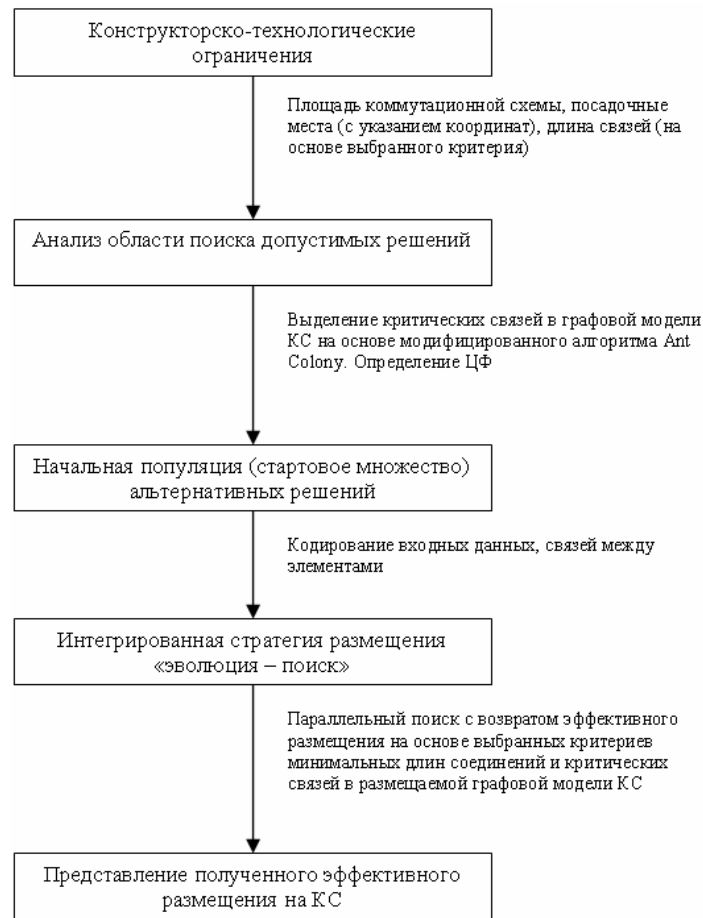 Конструкторско-технологические
ограничения
Площадь коммутационной схемы, посадочные
места (с указанием координат), длина связей (на
основе выбранного критерия)
Анализ области поиска допустимых решений
Выделение критических связей в графовой модели
КС на основе модифицированного алгоритма Ant
Colony. Определение ЦФ
Начальная популяция (стартовое множество)
альтернативных решений
Кодирование входных данных, связей между
элементами
Интегрированная стратегия размещения
«эволюция – поиск»
Параллельный поиск с возвратом эффективного
размещения на основе выбранных критериев
минимальных длин соединений и критических
связей в размещаемой графовой модели КС
Представление полученного эффективного
размещения на КС